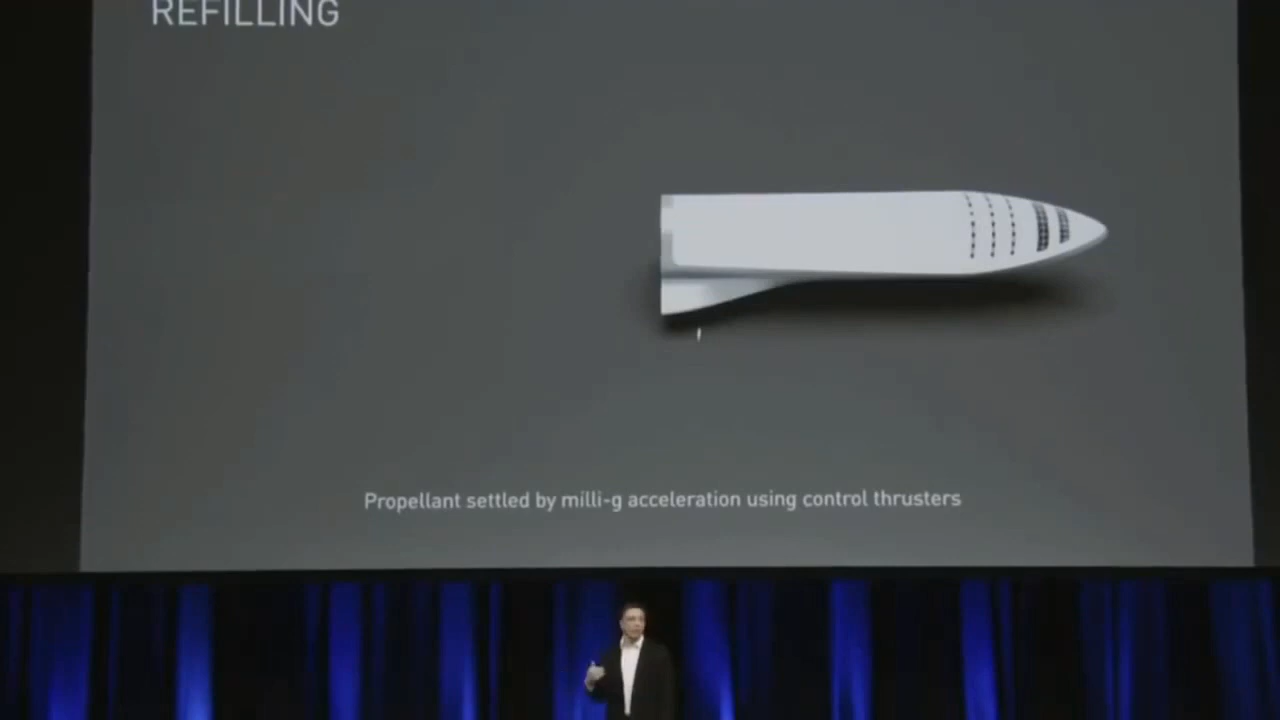 REFILLING
Propellant settled by milli-g acceleration using control thrusters